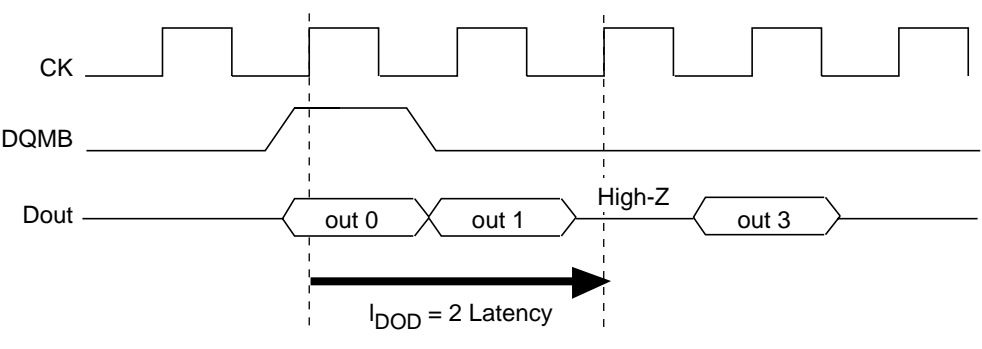 CK
DQMB
High-Z
Dout out 0 out 1 out 3
lDOD = 2 Latency